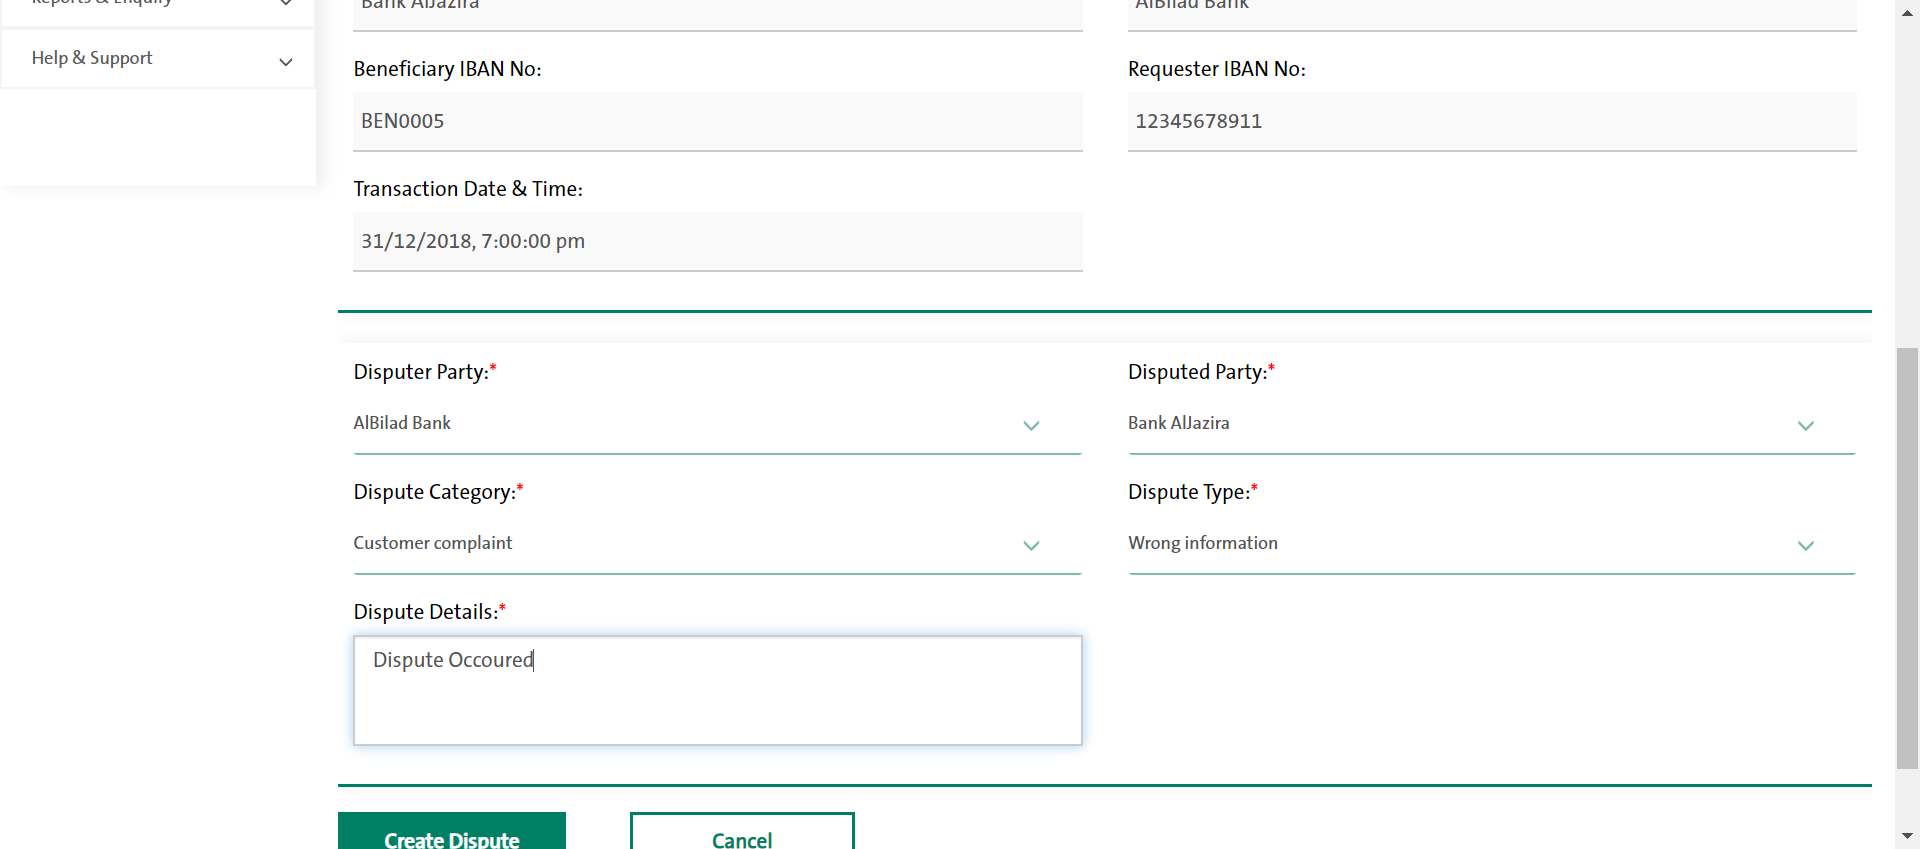 Reports & Enquiry
Help & Support
Bank AlJazira
AlBilad Bank
Beneficiary IBAN No:
Requester IBAN No:
BEN0005
12345678911
Transaction Date & Time:
31/12/2018, 7:00:00 pm
Disputer Party:*
Disputed Party:*
AlBilad Bank
Bank AlJazira
Dispute Category:*
Dispute Type:*
Customer complaint
Wrong information
Dispute Details:*
Dispute Occoured
Create Dispute
Cancel